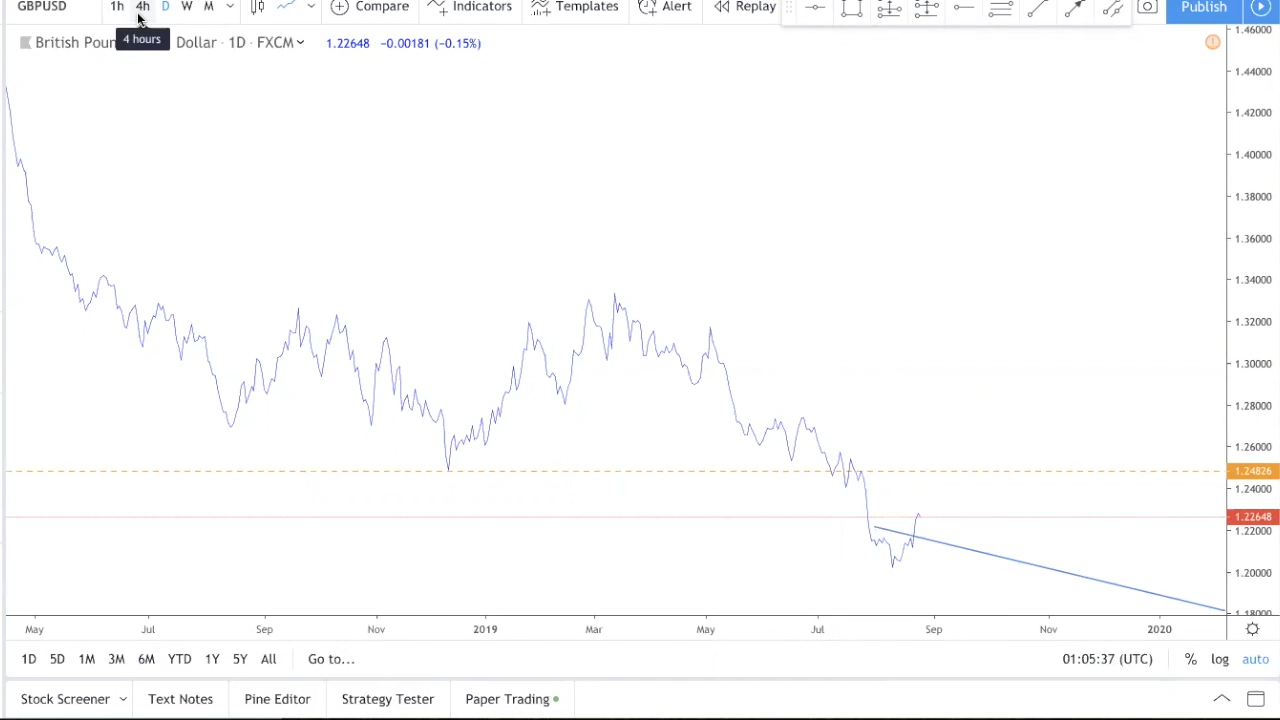 GBPUSD 1h 4h D W M Compare Indicators Templates Alert Replay Publish
4 hours
British Poun Dollar · 1D · FXCM 1.22648 −0.00181 (−0.15%)
1.46000
1.44000
1.42000
1.40000
1.38000
1.36000
1.34000
1.32000
1.30000
1.28000
1.26000
1.24826
1.24000
1.22648
1.22000
1.20000
1.18000
May Jul Sep Nov 2019 Mar May Jul Sep Nov 2020
1D 5D 1M 3M 6M YTD 1Y 5Y All Go to... 01:05:37 (UTC) % log auto
Stock Screener Text Notes Pine Editor Strategy Tester Paper Trading